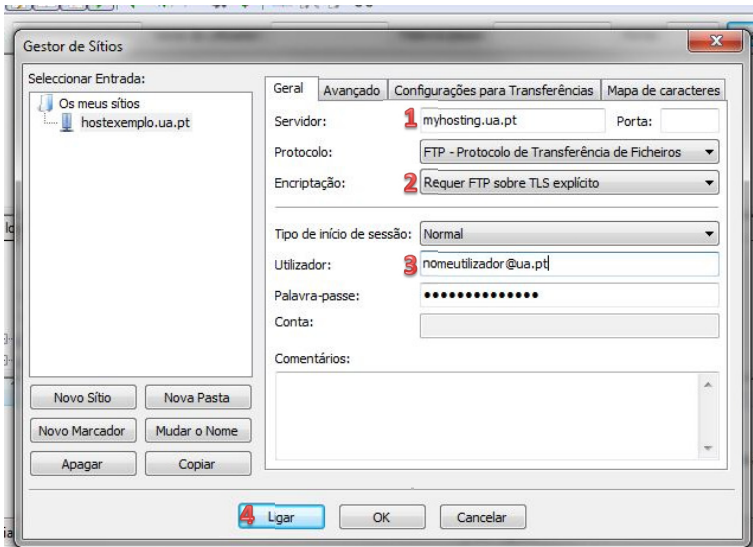 Gestor de Sítios
Seleccionar Entrada:
Os meus sítios
hostexemplo.ua.pt
Novo Sítio
Nova Pasta
Novo Marcador
Mudar o Nome
Apagar
Copiar
Geral
Avançado
Configurações para Transferências
Mapa de caracteres
Servidor:
1
myhosting.ua.pt
Porta:
Protocolo:
FTP - Protocolo de Transferência de Ficheiros
Encriptação:
2
Requer FTP sobre TLS explícito
Tipo de início de sessão:
Normal
Utilizador:
3
nomeutilizador@ua.pt
Palavra-passe:
●●●●●●●●●●●●●●
Conta:
Comentários:
4
Ligar
OK
Cancelar